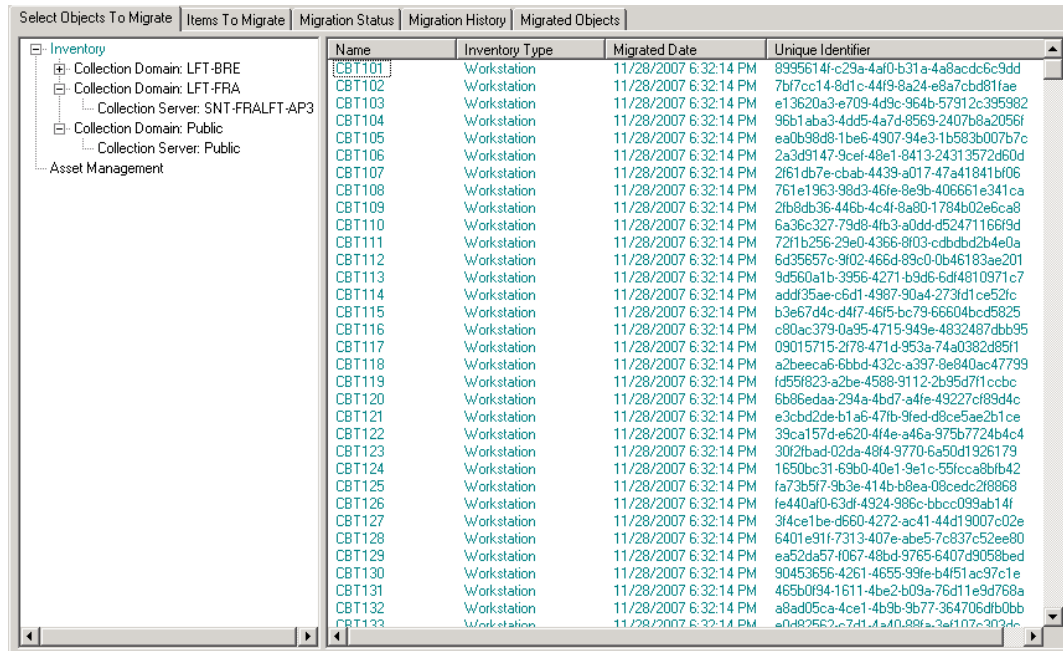 Select Objects To Migrate Items To Migrate Migration Status Migration History Migrated Objects
Inventory
Collection Domain: LFT-BRE
Collection Domain: LFT-FRA
Collection Server: SNT-FRALFT-AP3
Collection Domain: Public
Collection Server: Public
Asset Management
Name Inventory Type Migrated Date Unique Identifier
CBT101 Workstation 11/28/2007 6:32:14 PM 8995614f-c29a-4af0-b31a-4a8acdc6c9dd
CBT102 Workstation 11/28/2007 6:32:14 PM 7bf7cc14-8d1c-44f9-8a24-e8a7cbd81fae
CBT103 Workstation 11/28/2007 6:32:14 PM e13620a3-e709-4d9c-964b-57912c395982
CBT104 Workstation 11/28/2007 6:32:14 PM 96b1aba3-4dd5-4a7d-8569-2407b8a2056f
CBT105 Workstation 11/28/2007 6:32:14 PM ea0b98d8-1be6-4907-94e3-1b583b007b7c
CBT106 Workstation 11/28/2007 6:32:14 PM 2a3d9147-9cef-48e1-8413-24313572d60d
CBT107 Workstation 11/28/2007 6:32:14 PM 2f61db7e-cbab-4439-a017-47a41841bf06
CBT108 Workstation 11/28/2007 6:32:14 PM 761e1963-98d3-46fe-8e9b-406661e341ca
CBT109 Workstation 11/28/2007 6:32:14 PM 2fb8db36-446b-4c4f-8a80-1784b02e6ca8
CBT110 Workstation 11/28/2007 6:32:14 PM 6a36c327-79d8-4fb3-a0dd-d52471166f9d
CBT111 Workstation 11/28/2007 6:32:14 PM 72f1b256-29e0-4366-8f03-cdbdbd2b4e0a
CBT112 Workstation 11/28/2007 6:32:14 PM 6d35657c-9f02-466d-89c0-0b46183ae201
CBT113 Workstation 11/28/2007 6:32:14 PM 9d560a1b-3956-4271-b9d6-6df4810971c7
CBT114 Workstation 11/28/2007 6:32:14 PM addf35ae-c6d1-4987-90a4-273fd1ce52fc
CBT115 Workstation 11/28/2007 6:32:14 PM b3e67d4c-d4f7-46f5-bc79-66604bcd5825
CBT116 Workstation 11/28/2007 6:32:14 PM c80ac379-0a95-4715-949e-4832487dbb95
CBT117 Workstation 11/28/2007 6:32:14 PM 09015715-2f78-471d-953a-74a0382d85f1
CBT118 Workstation 11/28/2007 6:32:14 PM a2beeca6-6bbd-432c-a397-8e840ac47799
CBT119 Workstation 11/28/2007 6:32:14 PM fd55f823-a2be-4588-9112-2b95d7f1ccbc
CBT120 Workstation 11/28/2007 6:32:14 PM 6b86edaa-294a-4bd7-a4fe-49227cf89d4c
CBT121 Workstation 11/28/2007 6:32:14 PM e3cbd2de-b1a6-47fb-9fed-d8ce5ae2b1ce
CBT122 Workstation 11/28/2007 6:32:14 PM 39ca157d-e620-4f4e-a46a-975b7724b4c4
CBT123 Workstation 11/28/2007 6:32:14 PM 30f2fbad-02da-48f4-9770-6a50d1926179
CBT124 Workstation 11/28/2007 6:32:14 PM 1650bc31-69b0-40e1-9e1c-55fcca8bfb42
CBT125 Workstation 11/28/2007 6:32:14 PM fa73b5f7-9b3e-414b-b8ea-08cedc2f8868
CBT126 Workstation 11/28/2007 6:32:14 PM fe440af0-63df-4924-986c-bbcc099ab14f
CBT127 Workstation 11/28/2007 6:32:14 PM 3f4ce1be-d660-4272-ac41-44d19007c02e
CBT128 Workstation 11/28/2007 6:32:14 PM 6401e91f-7313-407e-abe5-7c837c52ee80
CBT129 Workstation 11/28/2007 6:32:14 PM ea52da57-f067-48bd-9765-6407d9058bed
CBT130 Workstation 11/28/2007 6:32:14 PM 90453656-4261-4655-99fe-b4f51ac97c1e
CBT131 Workstation 11/28/2007 6:32:14 PM 465b0f94-1611-4be2-b09a-76d11e9d768a
CBT132 Workstation 11/28/2007 6:32:14 PM a8ad05ca-4ce1-4b9b-9b77-364706dfb0bb
CBT133 Workstation 11/28/2007 6:32:14 PM e0d82562-c7d1-4a40-88fa-3ef107c303dc